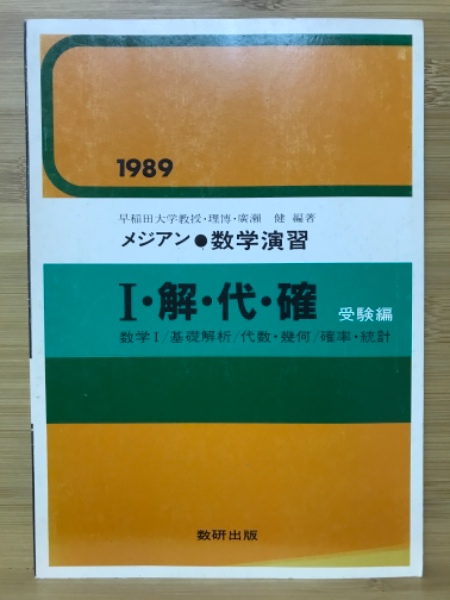 1989
早稲田大学教授・理博・廣瀬 健 編著
メジアン●数学演習
I・解・代・確 受験編
数学I/基礎解析/代数・幾何/確率・統計
数研出版